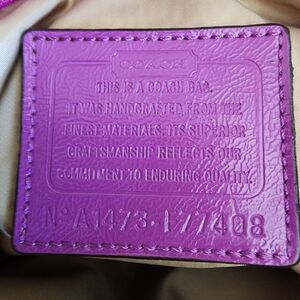 COACH
THIS IS A COACH BAG.
IT WAS HANDCRAFTED FROM THE
FINEST MATERIALS. ITS SUPERIOR
CRAFTSMANSHIP REFLECTS OUR
COMMITMENT TO ENDURING QUALITY.
Nº A1473-177408